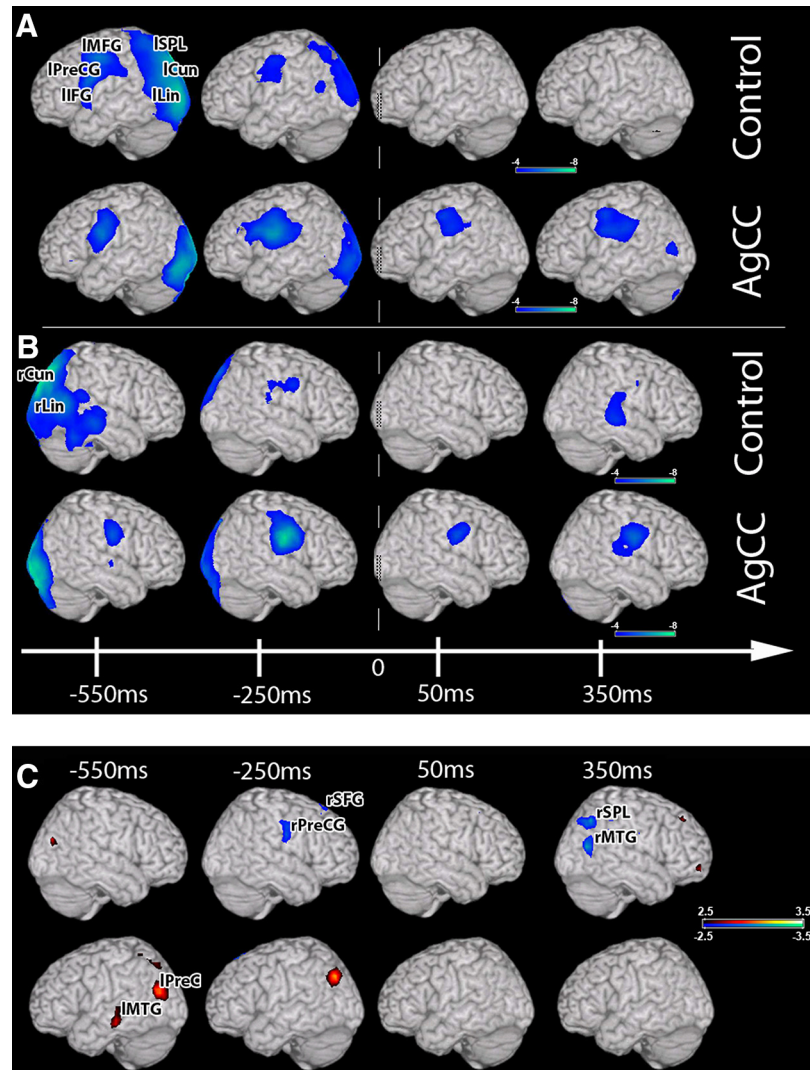 A
lMFG lSPL
lPreCG lCun
lIFG lLin
Control
-4 -8
AgCC
-4 -8
B
rCun
rLin
Control
-4 -8
AgCC
-4 -8
0
-550ms -250ms 50ms 350ms
C
-550ms -250ms 50ms 350ms
rSFG
rPreCG
rSPL
rMTG
2.5 3.5
-2.5 -3.5
lPreC
lMTG